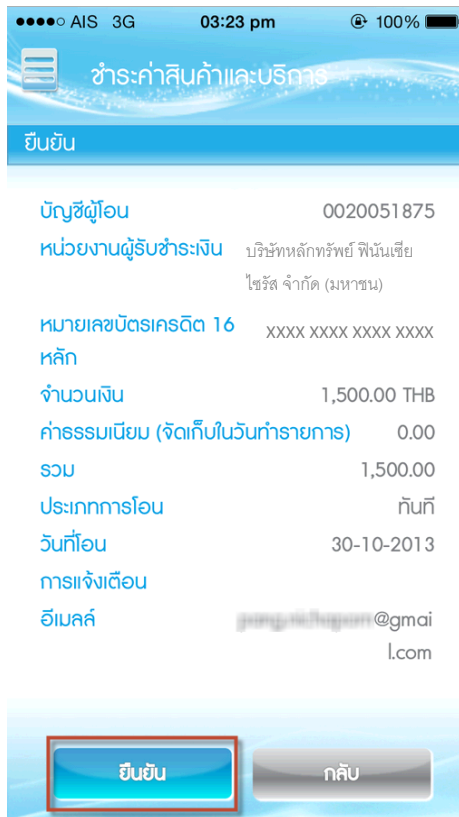 AIS 3G 03:23 pm 100%
ชำระค่าสินค้าและบริการ
ยืนยัน
บัญชีผู้โอน 0020051875
หน่วยงานผู้รับชำระเงิน บริษัทหลักทรัพย์ ฟินันเซีย
ไซรัส จำกัด (มหาชน)
หมายเลขบัตรเครดิต 16 XXXX XXXX XXXX XXXX
หลัก
จำนวนเงิน 1,500.00 THB
ค่าธรรมเนียม (จัดเก็บในวันทำรายการ) 0.00
รวม 1,500.00
ประเภทการโอน ทันที
วันที่โอน 30-10-2013
การแจ้งเตือน
อีเมลล์ @gmai
l.com
ยืนยัน กลับ